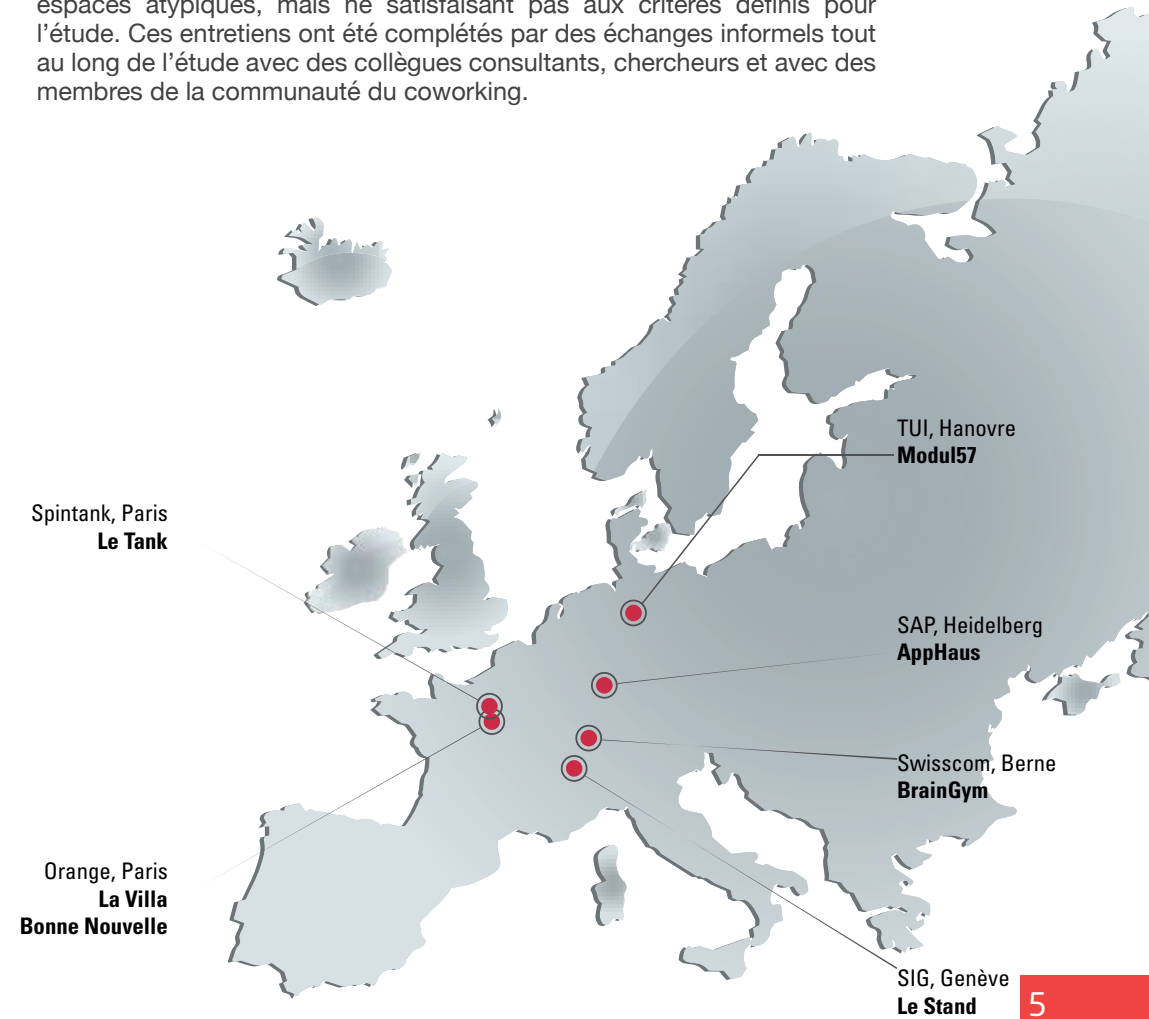 espaces atypiques, mais ne satisfaisant pas aux critères définis pour
l’étude. Ces entretiens ont été complétés par des échanges informels tout
au long de l’étude avec des collègues consultants, chercheurs et avec des
membres de la communauté du coworking.
TUI, Hanovre
Modul57
Spintank, Paris
Le Tank
SAP, Heidelberg
AppHaus
Swisscom, Berne
BrainGym
Orange, Paris
La Villa
Bonne Nouvelle
SIG, Genève
Le Stand
5